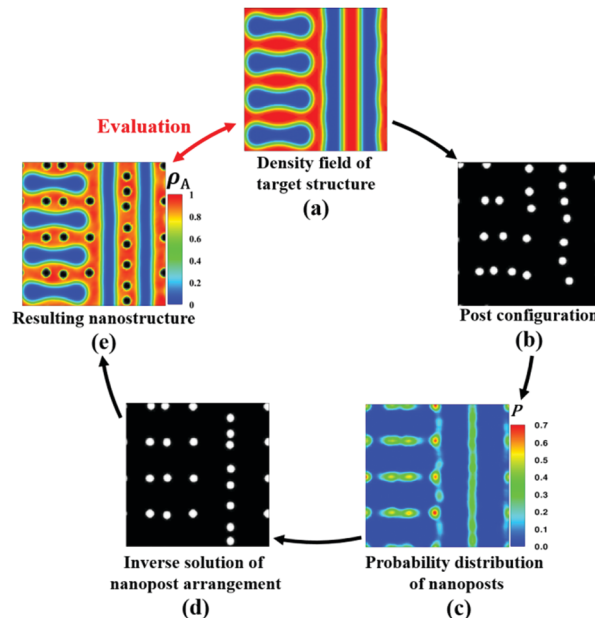 Evaluation
Density field of
target structure
(a)
ρA
1
0.8
0.6
0.4
0.2
0
Resulting nanostructure
(e)
Post configuration
(b)
P
0.7
0.6
0.5
0.4
0.3
0.2
0.1
0.0
Inverse solution of
nanopost arrangement
(d)
Probability distribution
of nanoposts
(c)